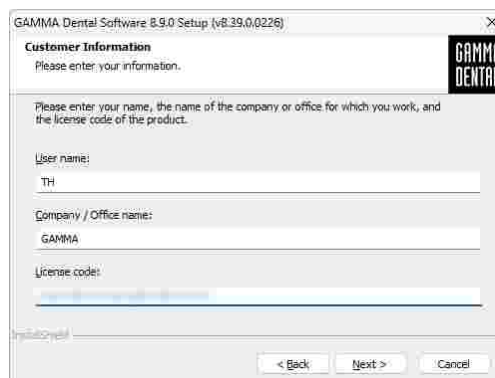 GAMMA Dental Software 8.9.0 Setup (v8.39.0.0226)
Customer Information
Please enter your information.
GAMMA
DENTAL
Please enter your name, the name of the company or office for which you work, and
the license code of the product.
User name:
TH
Company / Office name:
GAMMA
License code:
InstallShield
< Back
Next >
Cancel